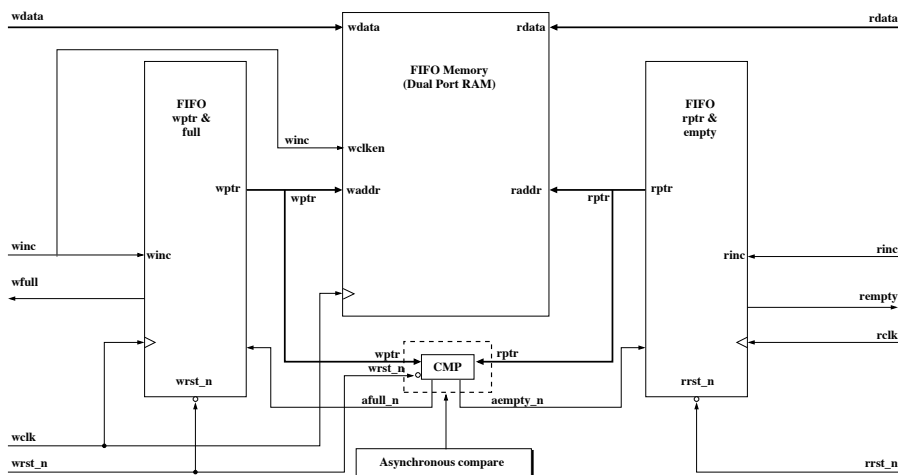 wdata
wdata
rdata
rdata
FIFO Memory
(Dual Port RAM)
FIFO
wptr &
full
FIFO
rptr &
empty
winc
wclken
wptr
wptr
waddr
raddr
rptr
rptr
winc
winc
rinc
rinc
wfull
rempty
rclk
wptr
rptr
wrst_n
CMP
wrst_n
rrst_n
afull_n
aempty_n
wclk
wrst_n
Asynchronous compare
rrst_n